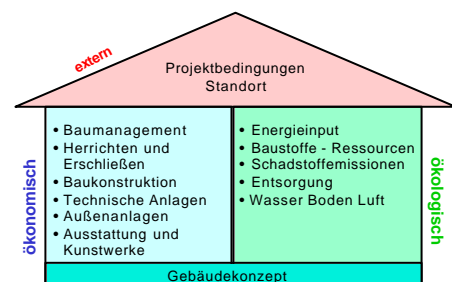 extern
Projektbedingungen
Standort
ökonomisch
• Baumanagement
• Herrichten und
Erschließen
• Baukonstruktion
• Technische Anlagen
• Außenanlagen
• Ausstattung und
Kunstwerke
• Energieinput
• Baustoffe - Ressourcen
• Schadstoffemissionen
• Entsorgung
• Wasser Boden Luft
ökologisch
Gebäudekonzept